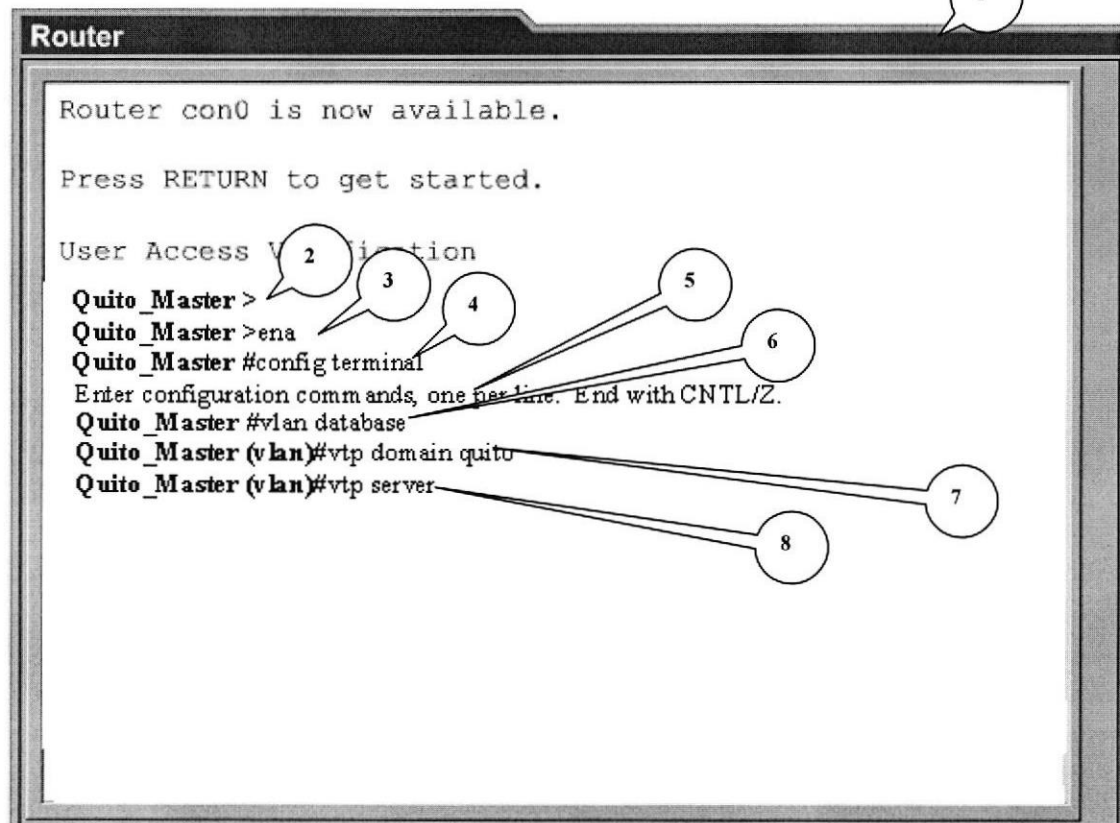 Router
Router con0 is now available.
Press RETURN to get started.
User Access
2
3
Quito_Master >
Quito_Master >ena
4
5
Quito_Master #config terminal
6
Enter configuration commands, one per line. End with CNTL/Z.
Quito_Master #vlan database
Quito_Master (vlan)#vtp domain quito
Quito_Master (vlan)#vtp server
7
8